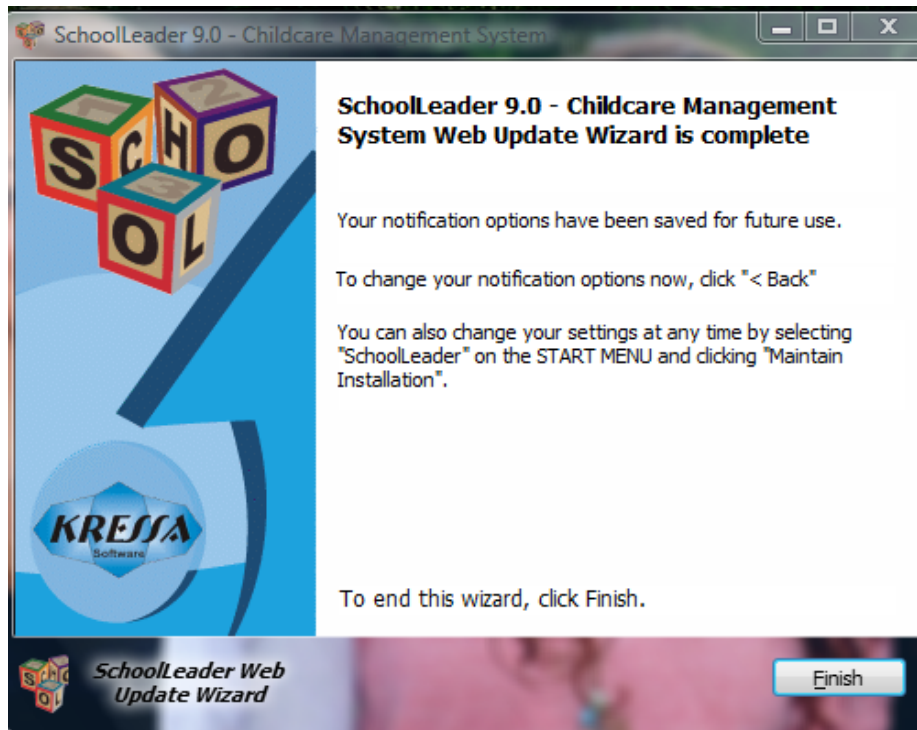 SchoolLeader 9.0 - Childcare Management System
X
1 2
S C H O
3
O L
SchoolLeader 9.0 - Childcare Management
System Web Update Wizard is complete
Your notification options have been saved for future use.
To change your notification options now, click "< Back"
You can also change your settings at any time by selecting
"SchoolLeader" on the START MENU and clicking "Maintain
Installation".
KRESSA
Software
To end this wizard, click Finish.
SchoolLeader Web
Update Wizard
Finish